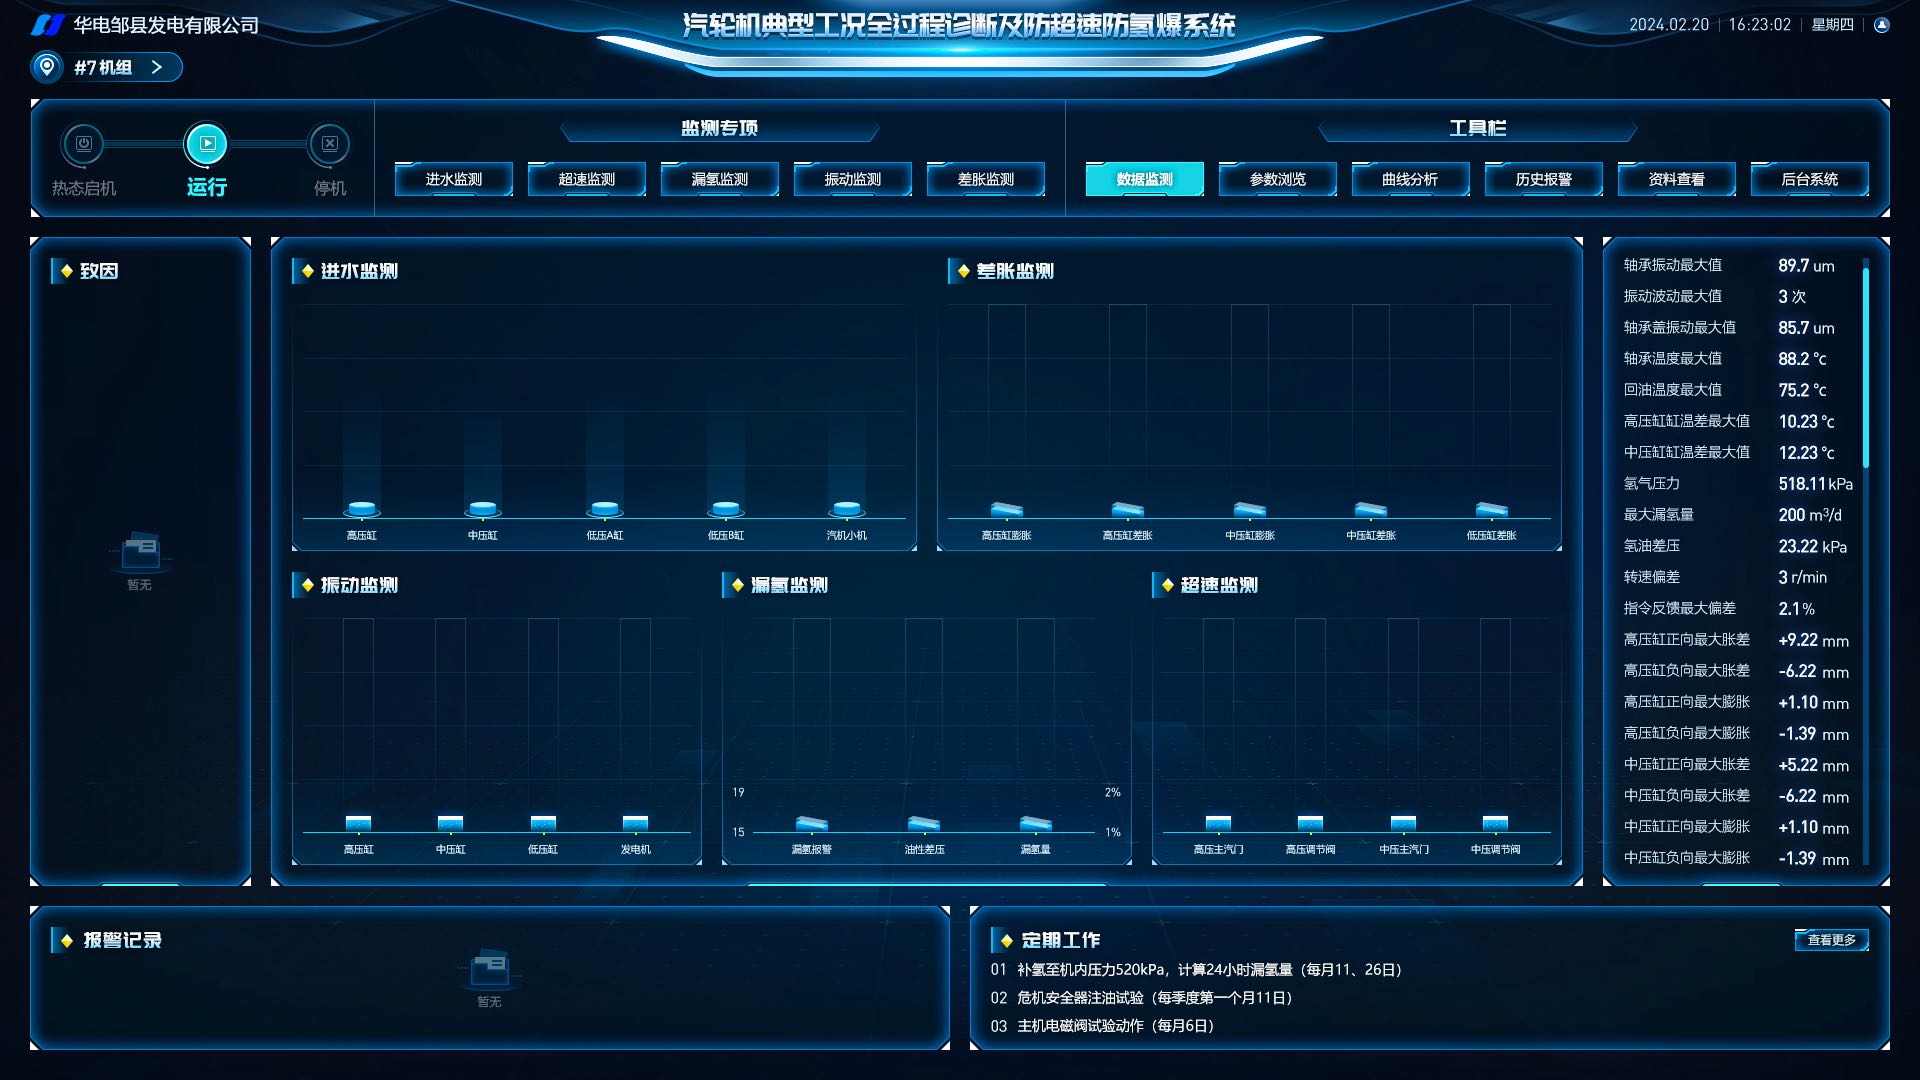 华电邹县发电有限公司
汽轮机典型工况全过程诊断及防超速防氢爆系统
2024.02.20 16:23:02 星期四
#7机组
热态启机
运行
停机
监测专项
进水监测
超速监测
漏氢监测
振动监测
差胀监测
工具栏
数据监测
参数浏览
曲线分析
历史报警
资料查看
后台系统
致因
暂无
进水监测
高压缸
中压缸
低压A缸
低压B缸
汽机小机
差胀监测
高压缸膨胀
高压缸差胀
中压缸膨胀
中压缸差胀
低压缸差胀
振动监测
高压缸
中压缸
低压缸
发电机
漏氢监测
19
15
2%
1%
漏氢报警
油性差压
漏氢量
超速监测
高压主汽门
高压调节阀
中压主汽门
中压调节阀
轴承振动最大值 89.7 um
振动波动最大值 3 次
轴承盖振动最大值 85.7 um
轴承温度最大值 88.2 ℃
回油温度最大值 75.2 ℃
高压缸缸温差最大值 10.23 ℃
中压缸缸温差最大值 12.23 ℃
氢气压力 518.11 kPa
最大漏氢量 200 m³/d
氢油差压 23.22 kPa
转速偏差 3 r/min
指令反馈最大偏差 2.1 %
高压缸正向最大胀差 +9.22 mm
高压缸负向最大胀差 -6.22 mm
高压缸正向最大膨胀 +1.10 mm
高压缸负向最大膨胀 -1.39 mm
中压缸正向最大胀差 +5.22 mm
中压缸负向最大胀差 -6.22 mm
中压缸正向最大膨胀 +1.10 mm
中压缸负向最大膨胀 -1.39 mm
报警记录
暂无
定期工作
查看更多
01 补氢至机内压力520kPa，计算24小时漏氢量（每月11、26日）
02 危机安全器注油试验（每季度第一个月11日）
03 主机电磁阀试验动作（每月6日）